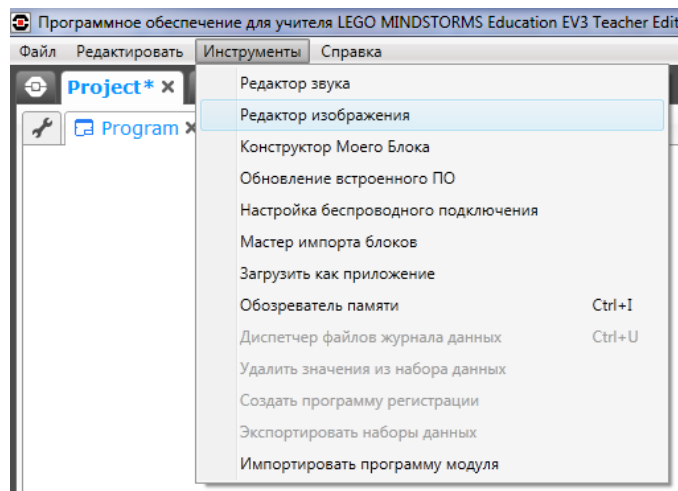 Программное обеспечение для учителя LEGO MINDSTORMS Education EV3 Teacher Edit
Файл Редактировать Инструменты Справка
Project* ×
Program ×
Редактор звука
Редактор изображения
Конструктор Моего Блока
Обновление встроенного ПО
Настройка беспроводного подключения
Мастер импорта блоков
Загрузить как приложение
Обозреватель памяти Ctrl+I
Диспетчер файлов журнала данных Ctrl+U
Удалить значения из набора данных
Создать программу регистрации
Экспортировать наборы данных
Импортировать программу модуля